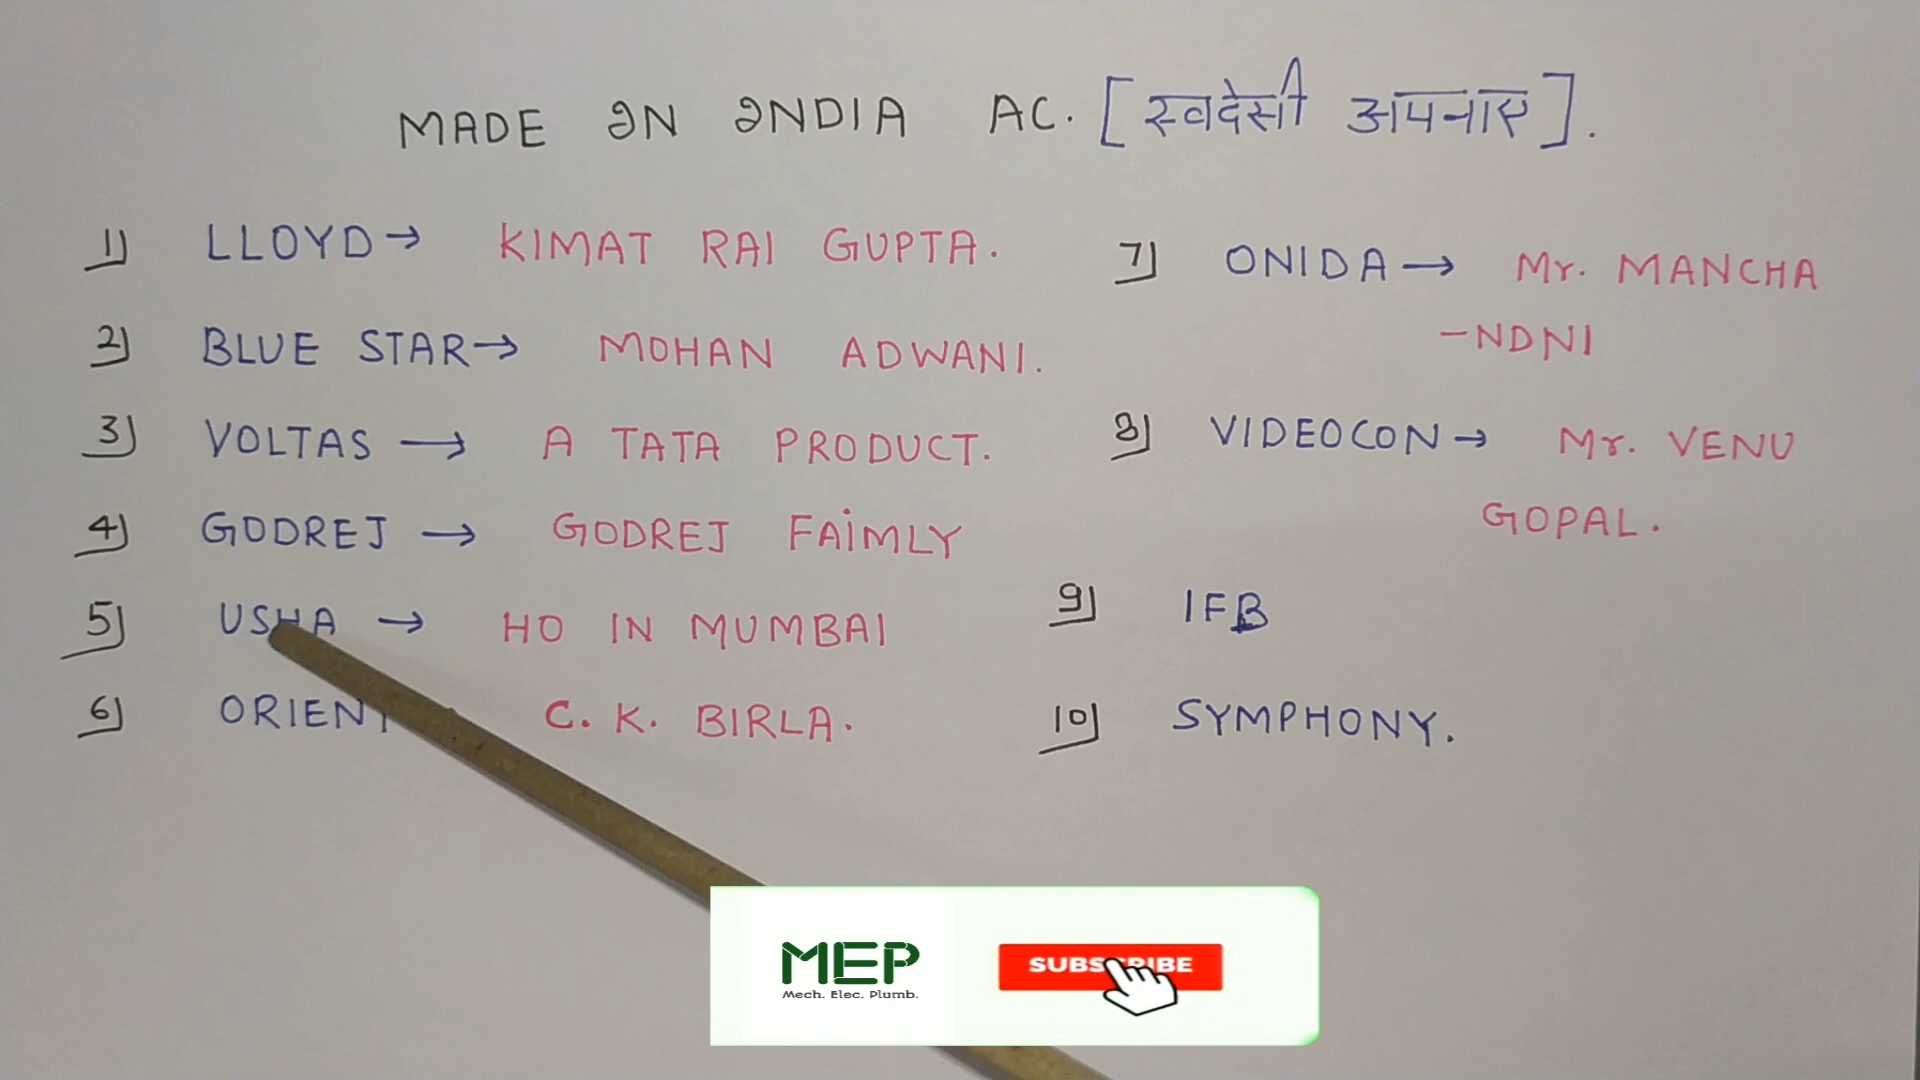 MADE IN INDIA AC. [स्वदेसी अपनाए].
1) LLOYD → KIMAT RAI GUPTA.
2) BLUE STAR → MOHAN ADWANI.
3) VOLTAS → A TATA PRODUCT.
4) GODREJ → GODREJ FAIMLY
5) USHA → HO IN MUMBAI
6) ORIENT C. K. BIRLA.
7) ONIDA → Mr. MANCHA
-NDNI
8) VIDEOCON → Mr. VENU
GOPAL.
9) IFB
10) SYMPHONY.
MEP
Mech. Elec. Plumb.
SUBSCRIBE